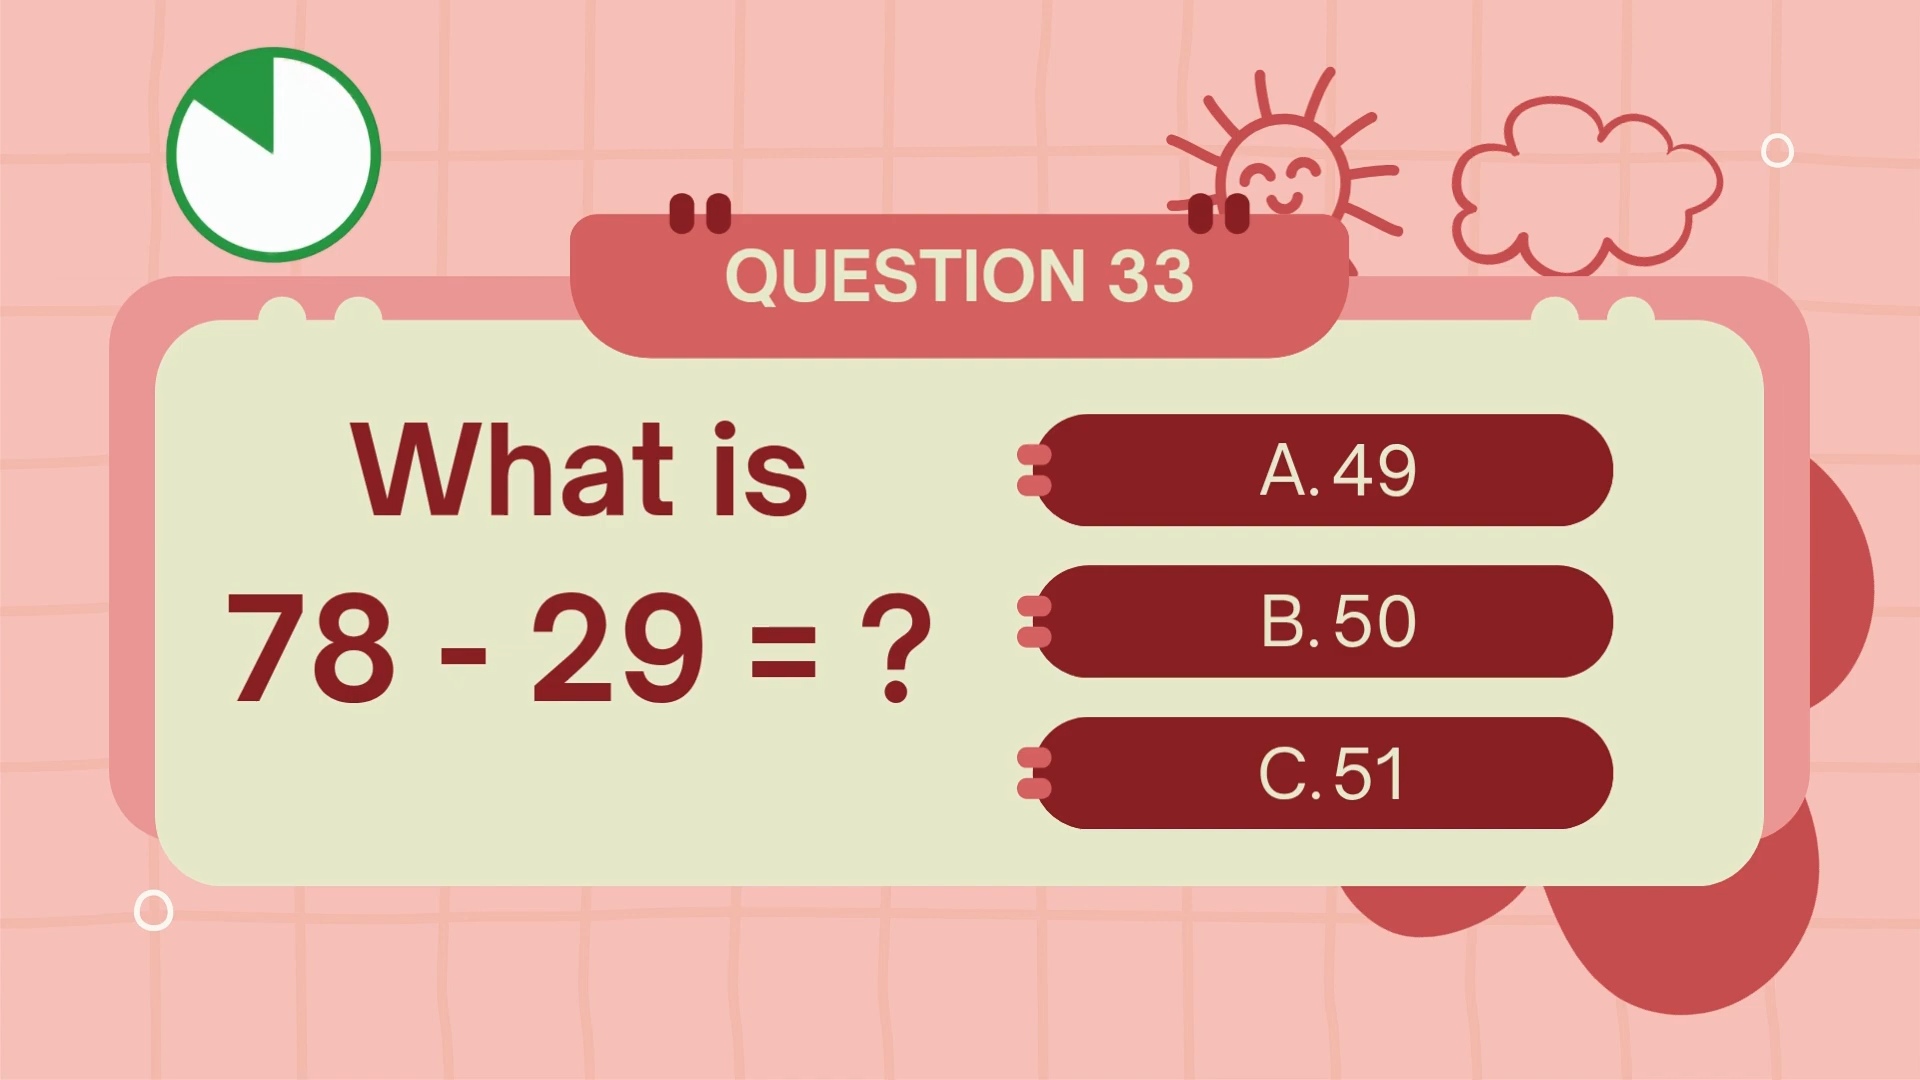 QUESTION 33
What is
78 - 29 = ?
A. 49
B. 50
C. 51